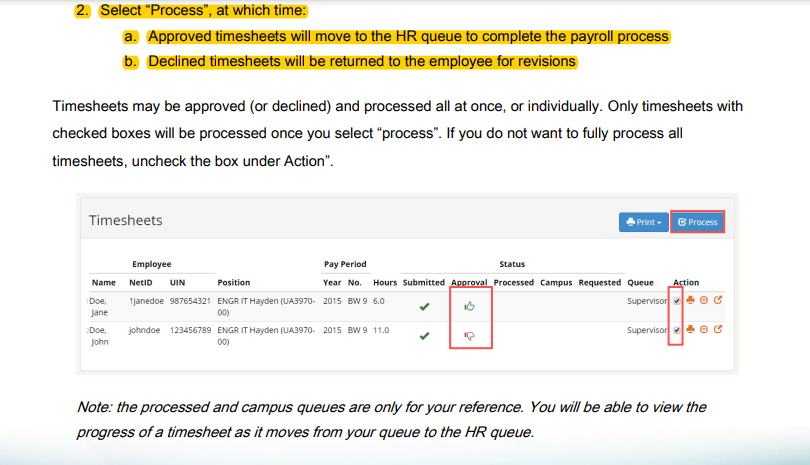 2. Select “Process”, at which time:
a. Approved timesheets will move to the HR queue to complete the payroll process
b. Declined timesheets will be returned to the employee for revisions
Timesheets may be approved (or declined) and processed all at once, or individually. Only timesheets with
checked boxes will be processed once you select “process”. If you do not want to fully process all
timesheets, uncheck the box under Action”.
Timesheets
Print
Process
Employee Pay Period Status
Name NetID UIN Position Year No. Hours Submitted Approval Processed Campus Requested Queue Action
Doe, 1janedoe 987654321 ENGR IT Hayden (UA3970- 2015 BW 9 6.0 Supervisor
Jane 00)
Doe, johndoe 123456789 ENGR IT Hayden (UA3970- 2015 BW 9 11.0 Supervisor
John 00)
Note: the processed and campus queues are only for your reference. You will be able to view the
progress of a timesheet as it moves from your queue to the HR queue.